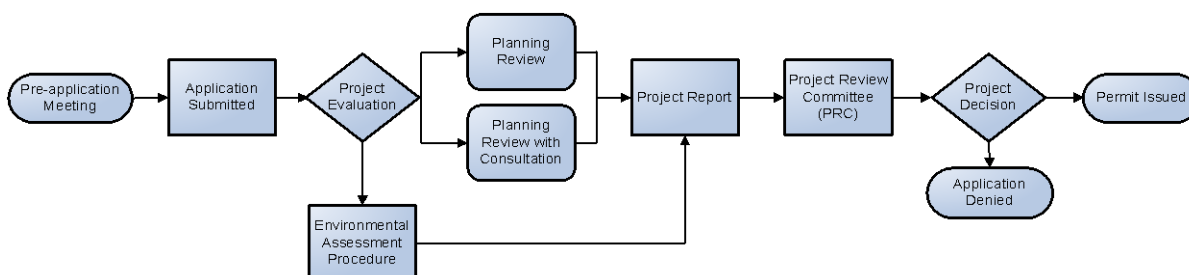 Pre-application
Meeting
Application
Submitted
Project
Evaluation
Planning
Review
Planning
Review with
Consultation
Environmental
Assessment
Procedure
Project Report
Project Review
Committee
(PRC)
Project
Decision
Permit Issued
Application
Denied